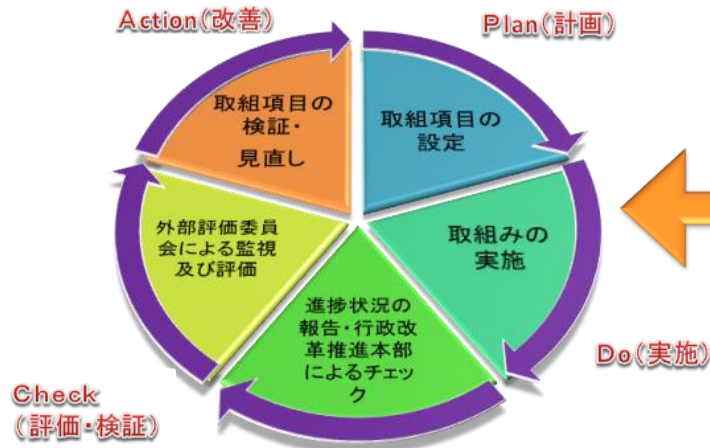 Action(改善)
Plan(計画)
取組項目の
検証・
見直し
取組項目の
設定
外部評価委員
会による監視
及び評価
取組みの
実施
進捗状況の
報告・行政改
革推進本部
によるチェッ
ク
Do(実施)
Check
(評価・検証)